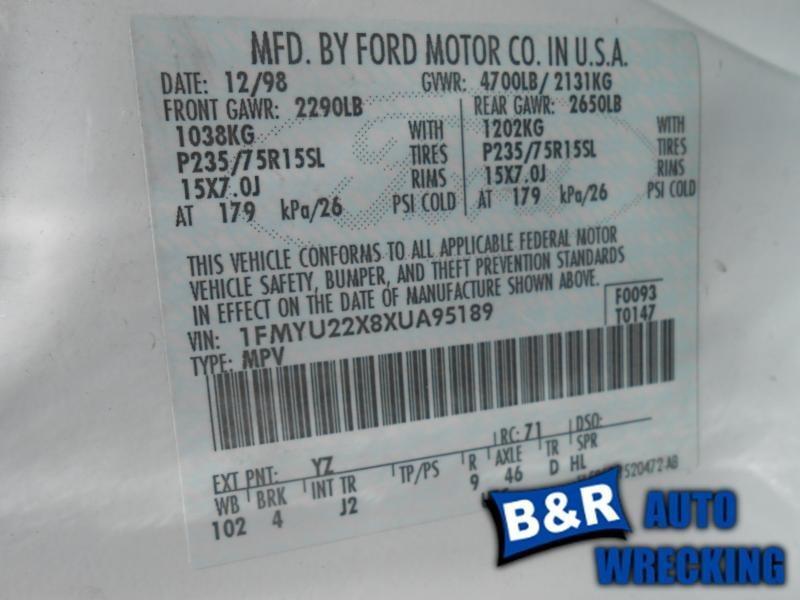 MFD. BY FORD MOTOR CO. IN U.S.A.
DATE: 12/98 GVWR: 4700LB/2131KG
FRONT GAWR: 2290LB REAR GAWR: 2650LB
1038KG WITH 1202KG WITH
P235/75R15SL TIRES P235/75R15SL TIRES
15X7.0J RIMS 15X7.0J RIMS
AT 179 kPa/26 PSI COLD AT 179 kPa/26 PSI COLD
THIS VEHICLE CONFORMS TO ALL APPLICABLE FEDERAL MOTOR
VEHICLE SAFETY, BUMPER, AND THEFT PREVENTION STANDARDS
IN EFFECT ON THE DATE OF MANUFACTURE SHOWN ABOVE.
F0093
VIN: 1FMYU22X8XUA95189 T0147
TYPE: MPV
EXT PNT: YZ RC: 71 DSO:
WB BRK INT TR TP/PS R AXLE TR SPR
102 4 J2 9 46 D HL
B&R AUTO
WRECKING